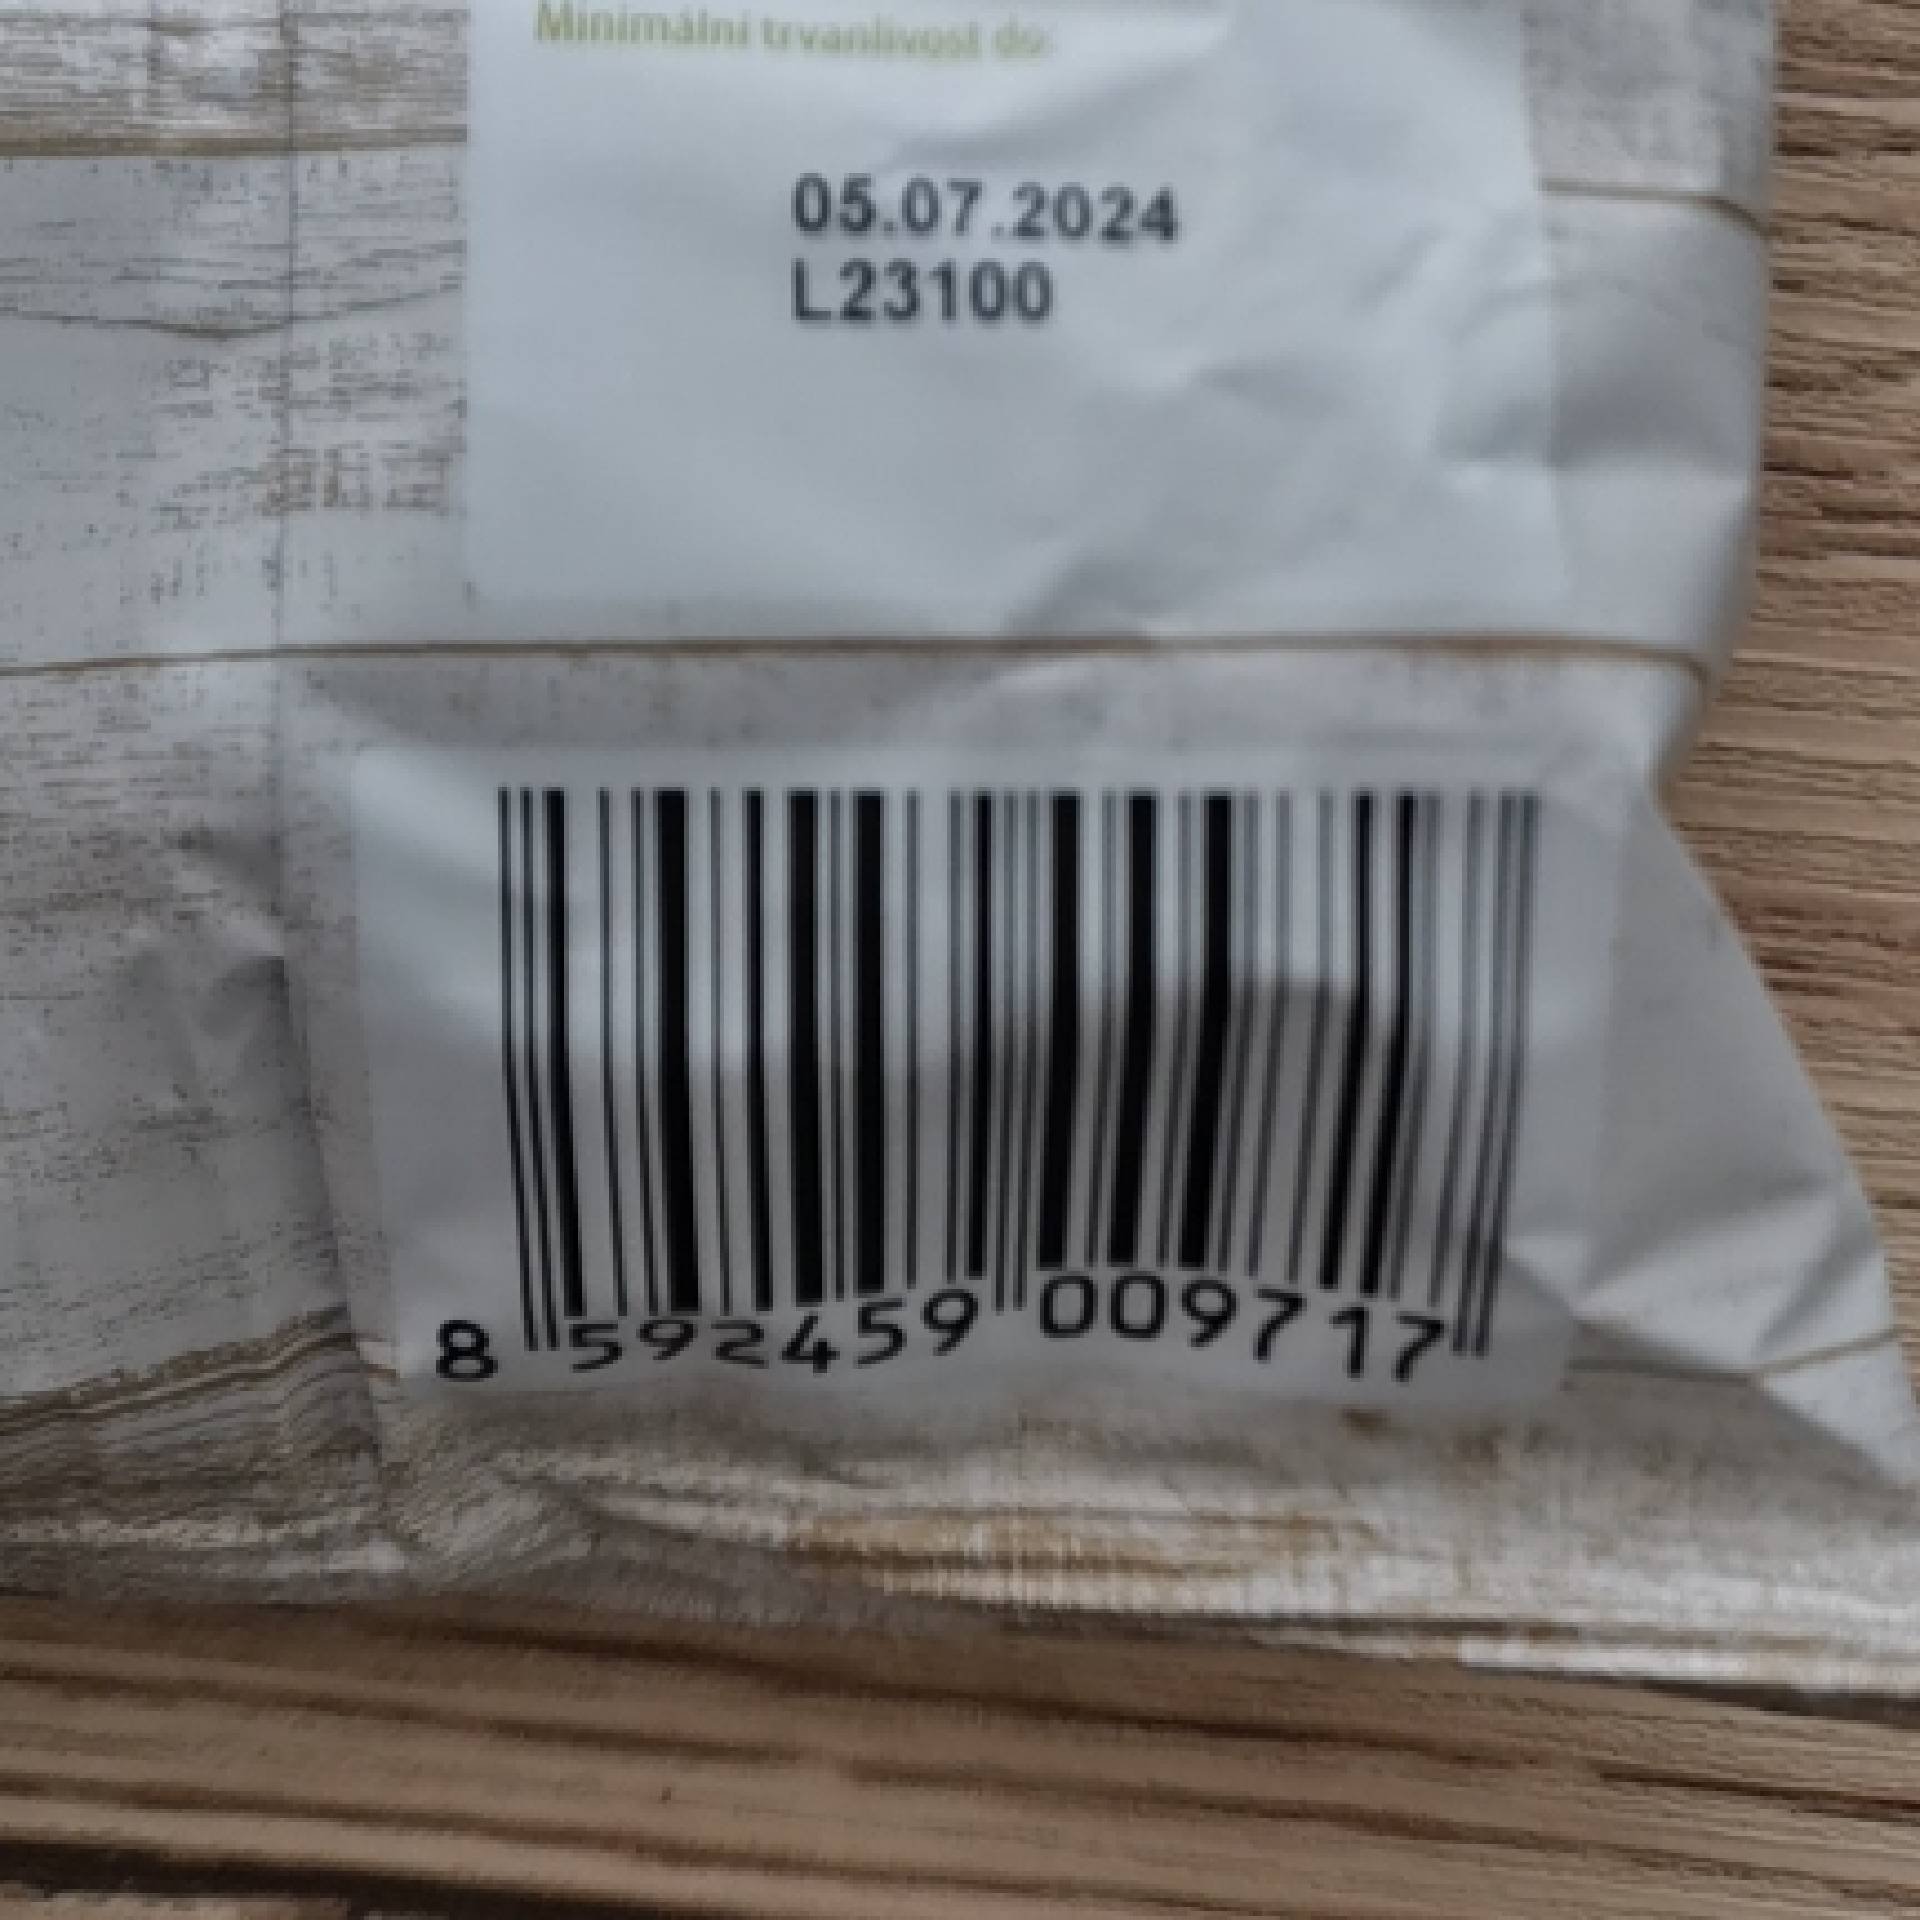 Minimální trvanlivost do:
05.07.2024
L23100
8 592459 009717